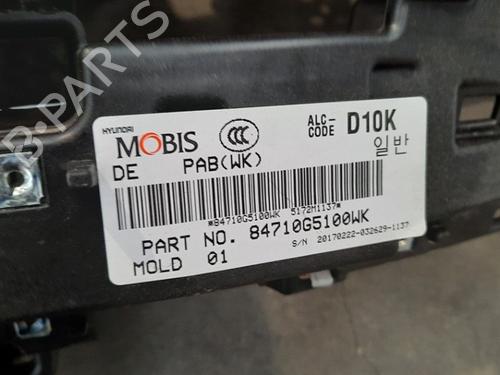 B-PARTS
HYUNDAI
MOBIS
CCC
ALC-
CODE
D10K
일반
DE PAB(WK)
*84710G5100WK 5172M1137*
PART NO. 84710G5100WK
S/N 20170222-032629-1137
MOLD 01